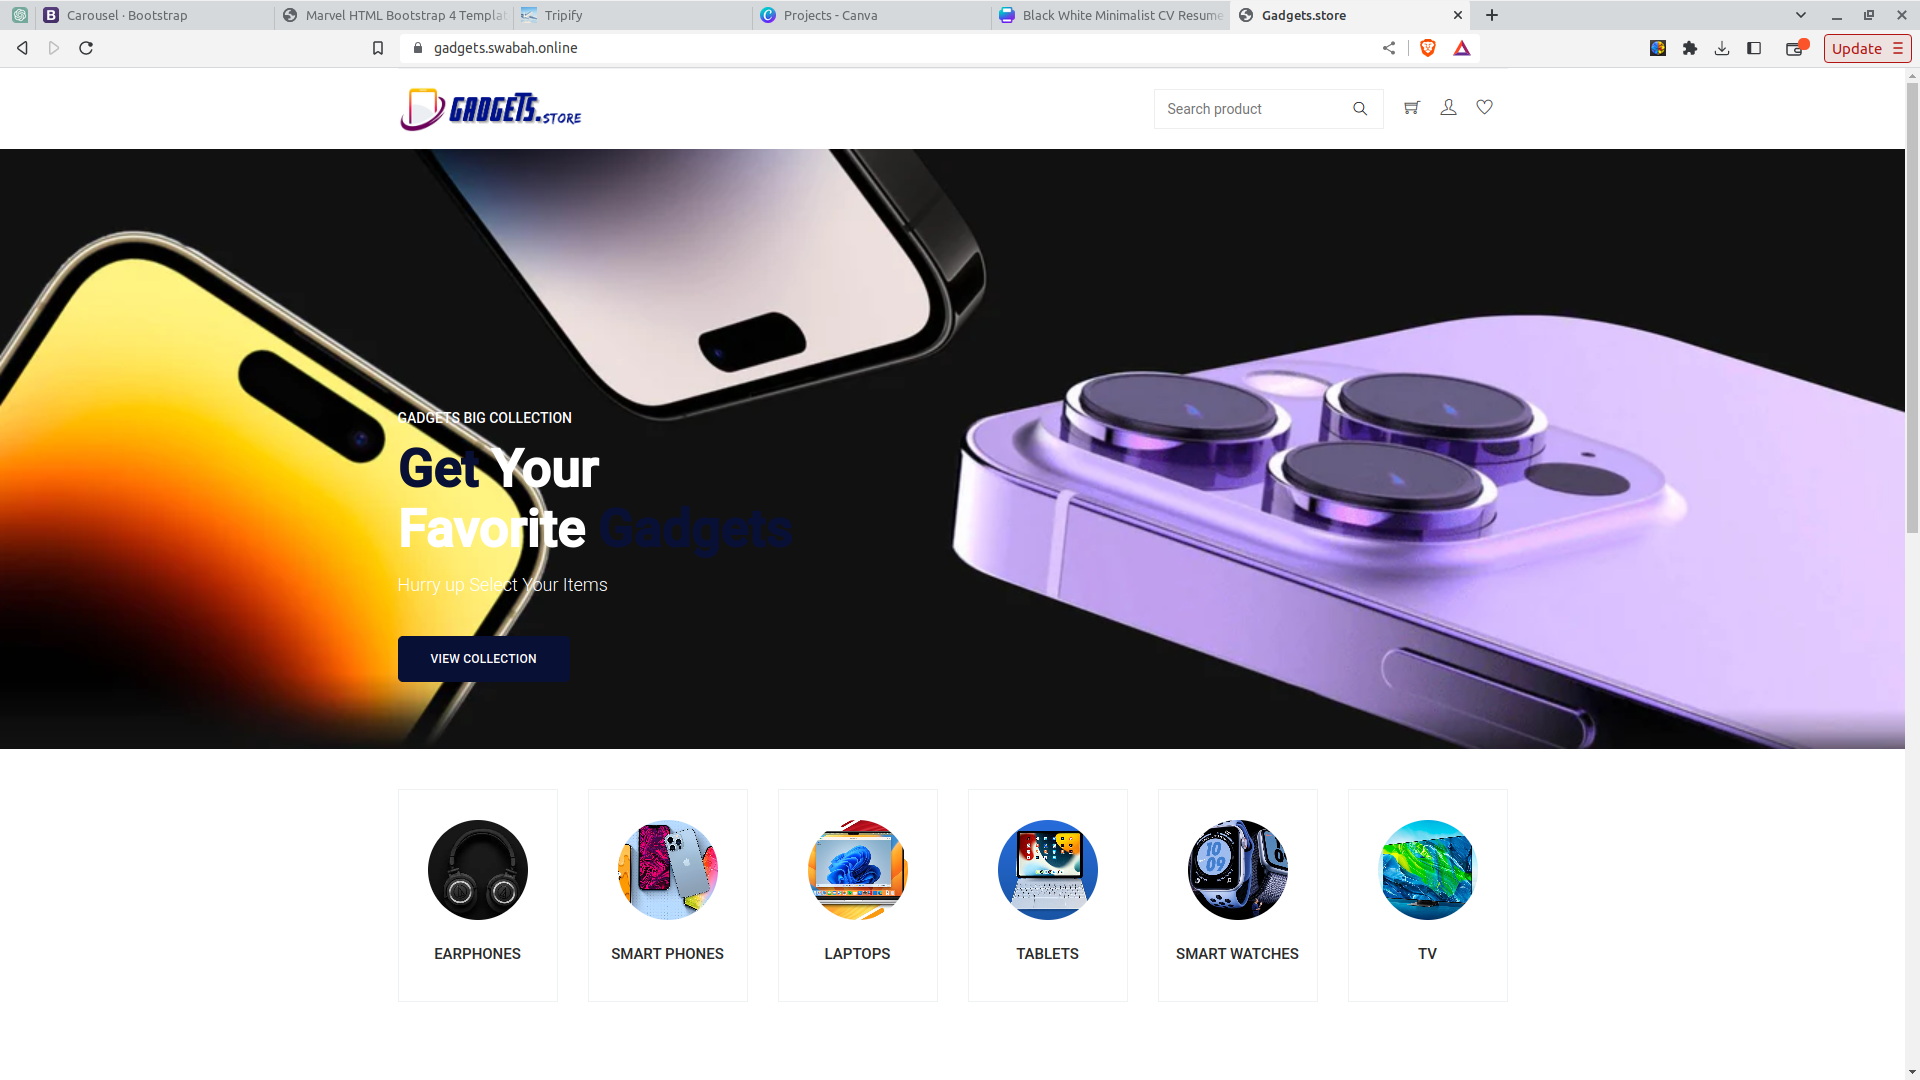 Carousel · Bootstrap
Marvel HTML Bootstrap 4 Templat
Tripify
Projects - Canva
Black White Minimalist CV Resume
Gadgets.store
gadgets.swabah.online
Update
GADGETS.STORE
Search product
GADGETS BIG COLLECTION
Get Your
Favorite Gadgets
Hurry up Select Your Items
VIEW COLLECTION
10
09
EARPHONES
SMART PHONES
LAPTOPS
TABLETS
SMART WATCHES
TV